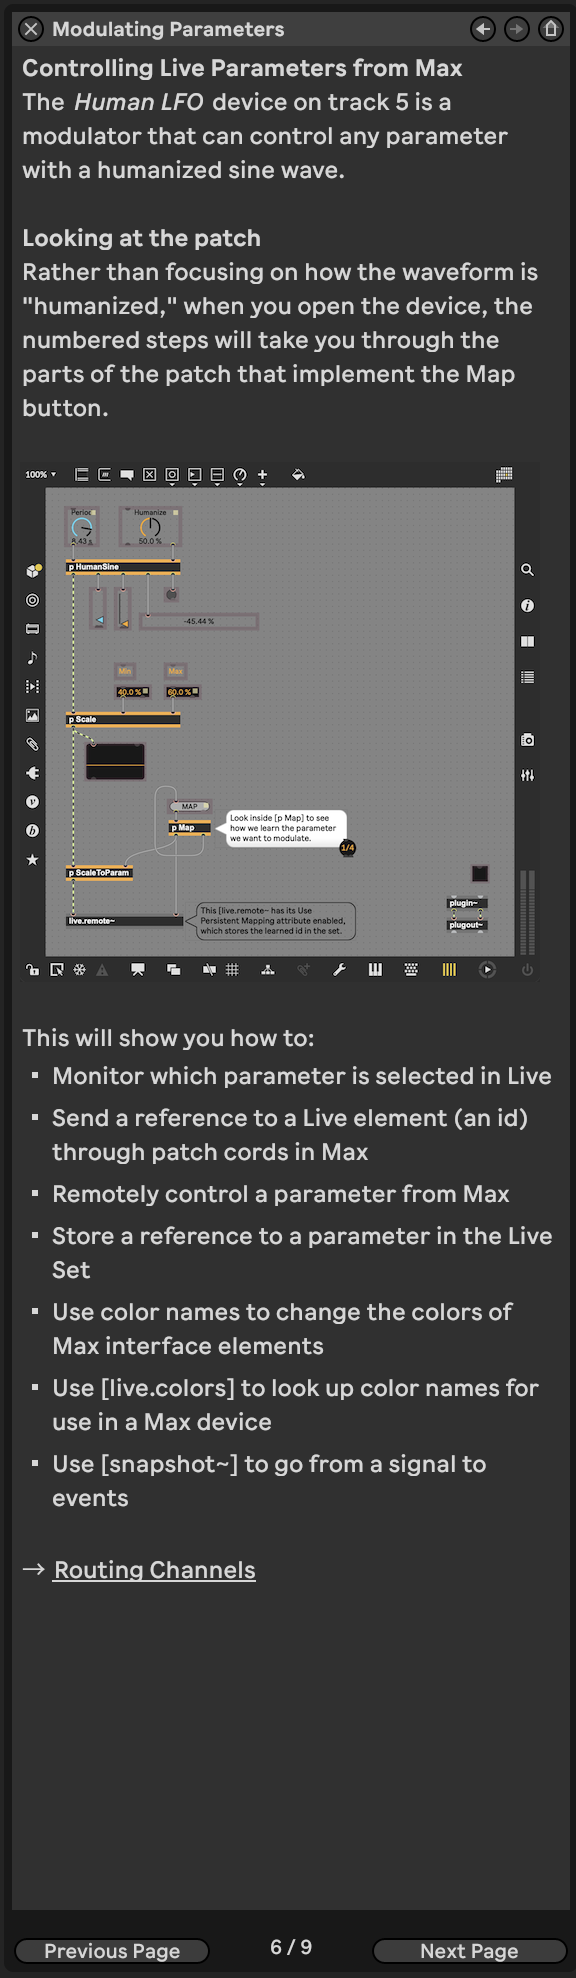 Modulating Parameters
Controlling Live Parameters from Max
The Human LFO device on track 5 is a
modulator that can control any parameter
with a humanized sine wave.
Looking at the patch
Rather than focusing on how the waveform is
"humanized," when you open the device, the
numbered steps will take you through the
parts of the patch that implement the Map
button.
100%
Period
Humanize
8.43 s
50.0 %
p HumanSine
-45.44 %
Min
Max
40.0 %
60.0 %
p Scale
MAP
p Map
Look inside [p Map] to see
how we learn the parameter
we want to modulate.
1/4
p ScaleToParam
live.remote~
This [live.remote~ has its Use
Persistent Mapping attribute enabled,
which stores the learned id in the set.
plugin~
plugout~
This will show you how to:
▪ Monitor which parameter is selected in Live
▪ Send a reference to a Live element (an id)
through patch cords in Max
▪ Remotely control a parameter from Max
▪ Store a reference to a parameter in the Live
Set
▪ Use color names to change the colors of
Max interface elements
▪ Use [live.colors] to look up color names for
use in a Max device
▪ Use [snapshot~] to go from a signal to
events
→ Routing Channels
Previous Page
6 / 9
Next Page